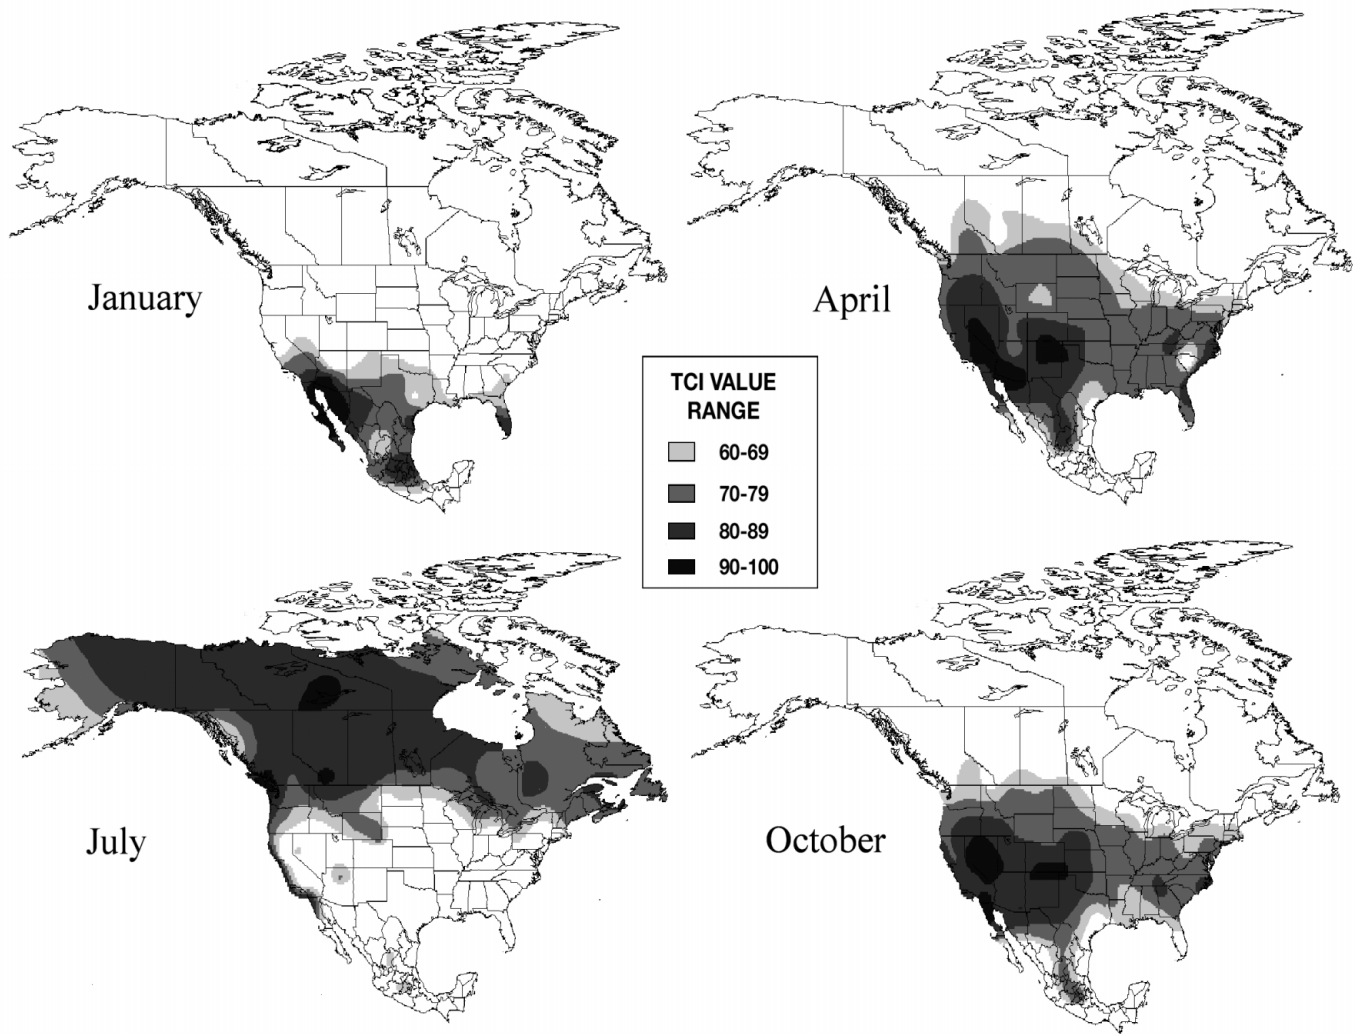 January
April
TCI VALUE
RANGE
60-69
70-79
80-89
90-100
July
October